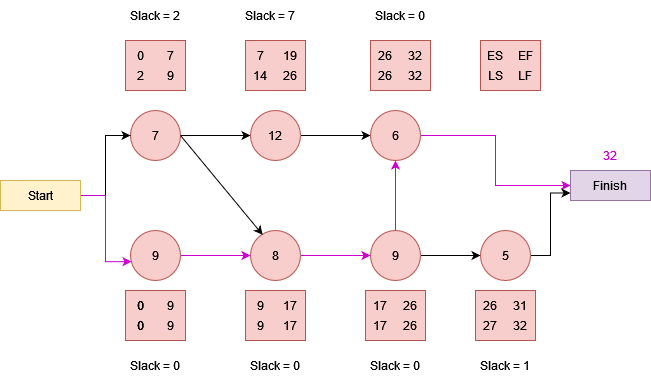 Slack = 2 Slack = 7 Slack = 0
0 7 7 19 26 32 ES EF
2 9 14 26 26 32 LS LF
7 12 6
32
Start Finish
9 8 9 5
0 9 9 17 17 26 26 31
0 9 9 17 17 26 27 32
Slack = 0 Slack = 0 Slack = 0 Slack = 1